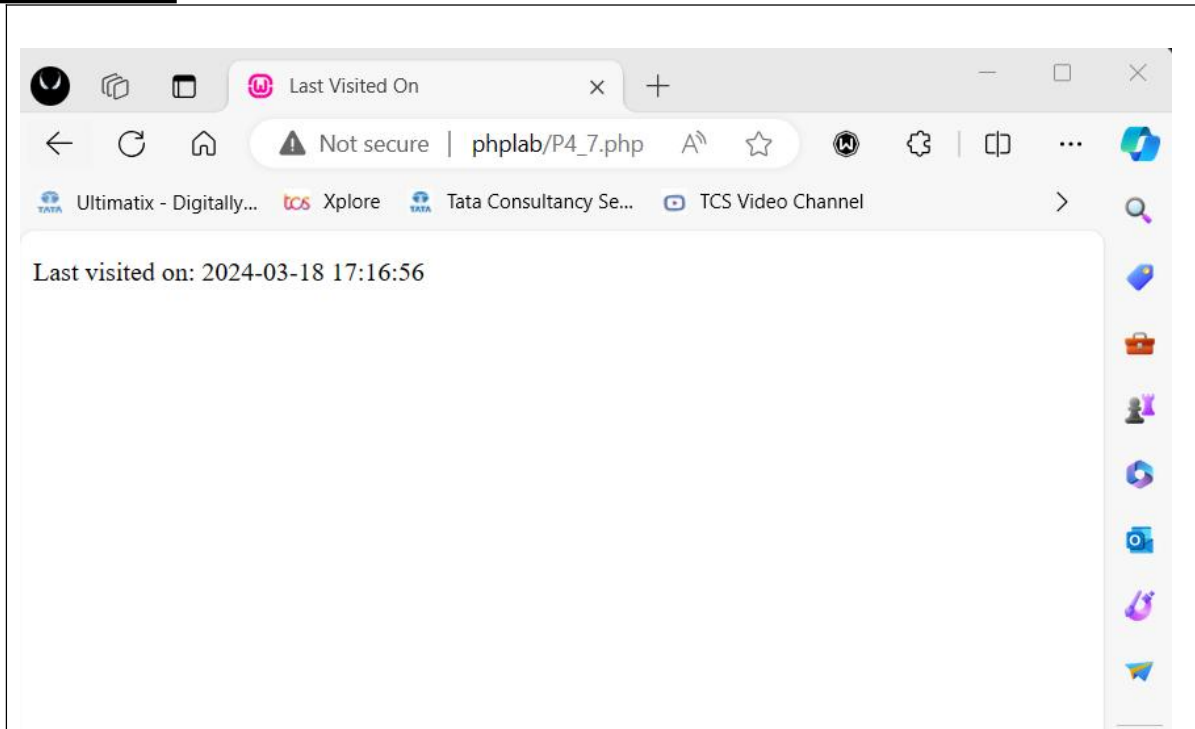 Last Visited On
Not secure | phplab/P4_7.php
Ultimatix - Digitally... tcs Xplore Tata Consultancy Se... TCS Video Channel
Last visited on: 2024-03-18 17:16:56